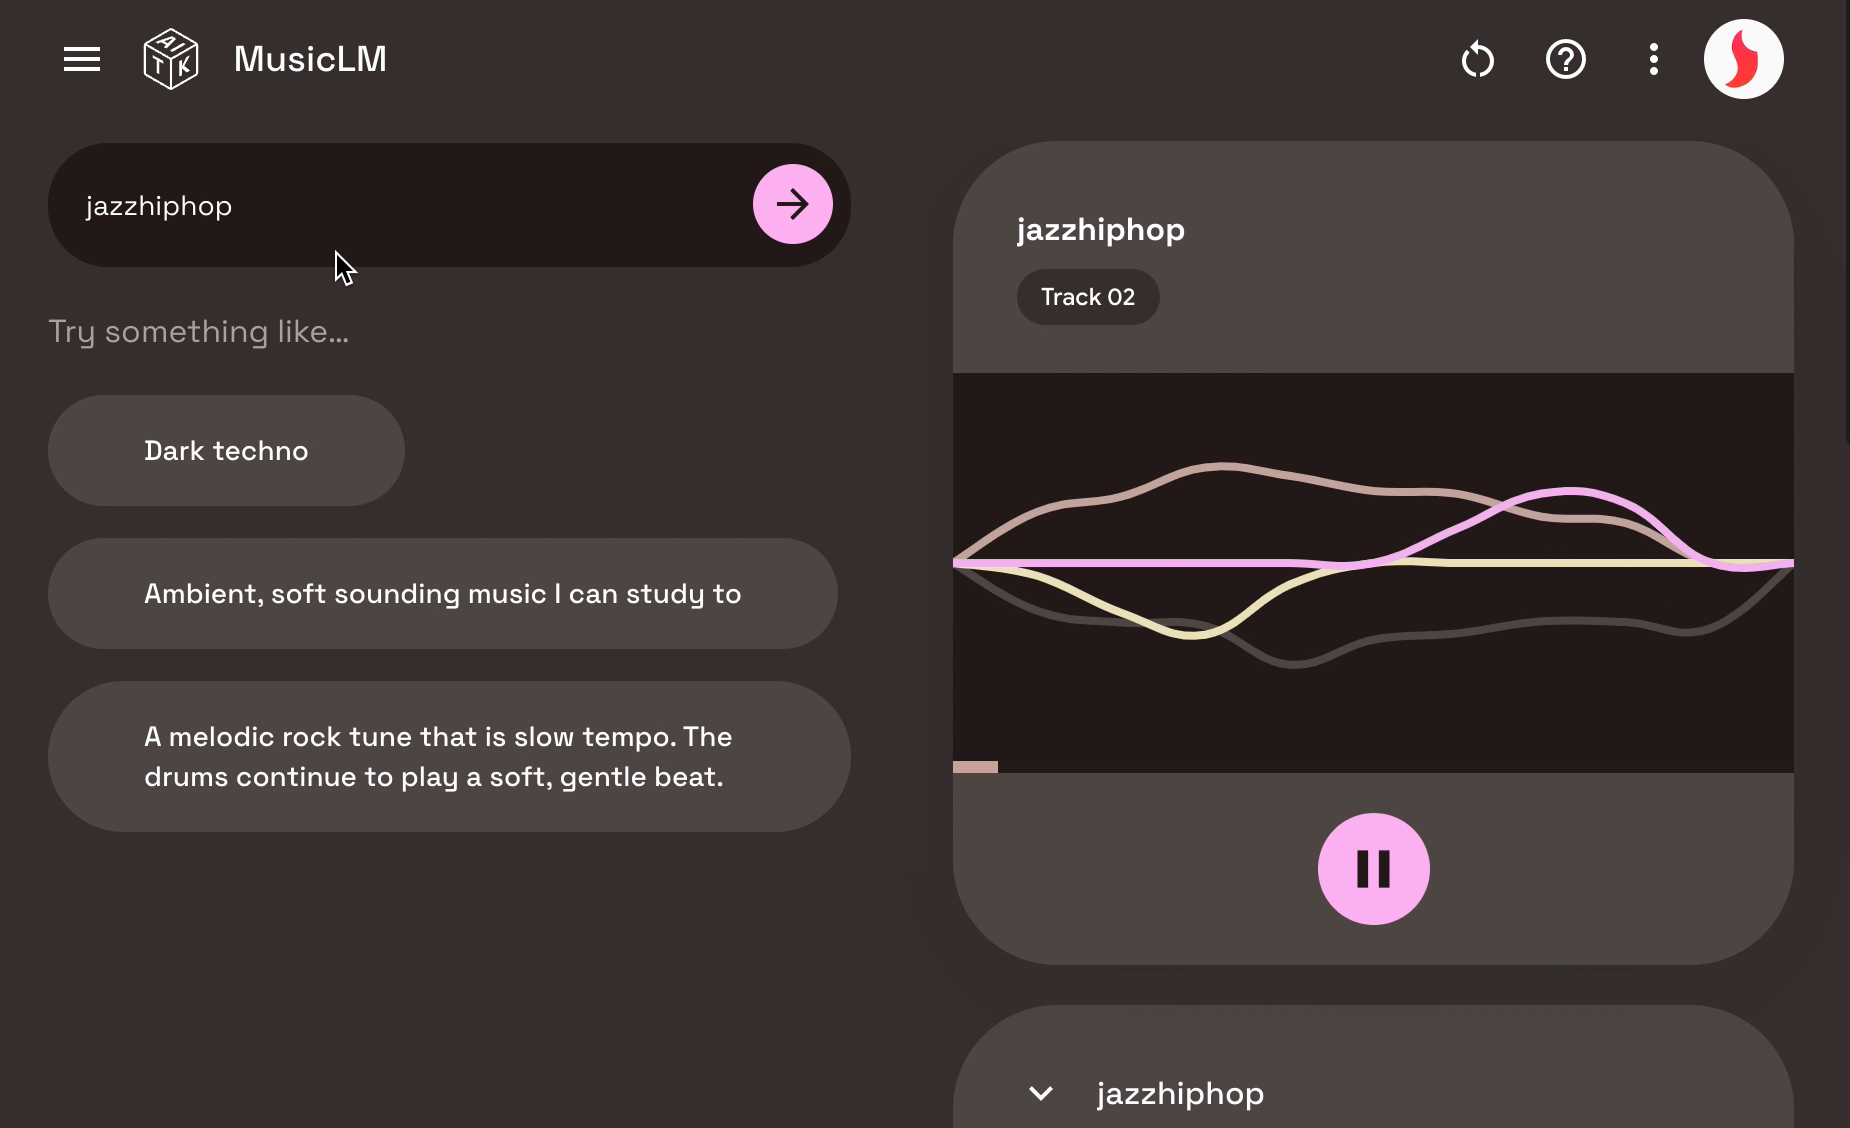 AI
T K
MusicLM
jazzhiphop
Try something like...
Dark techno
Ambient, soft sounding music I can study to
A melodic rock tune that is slow tempo. The
drums continue to play a soft, gentle beat.
jazzhiphop
Track 02
jazzhiphop